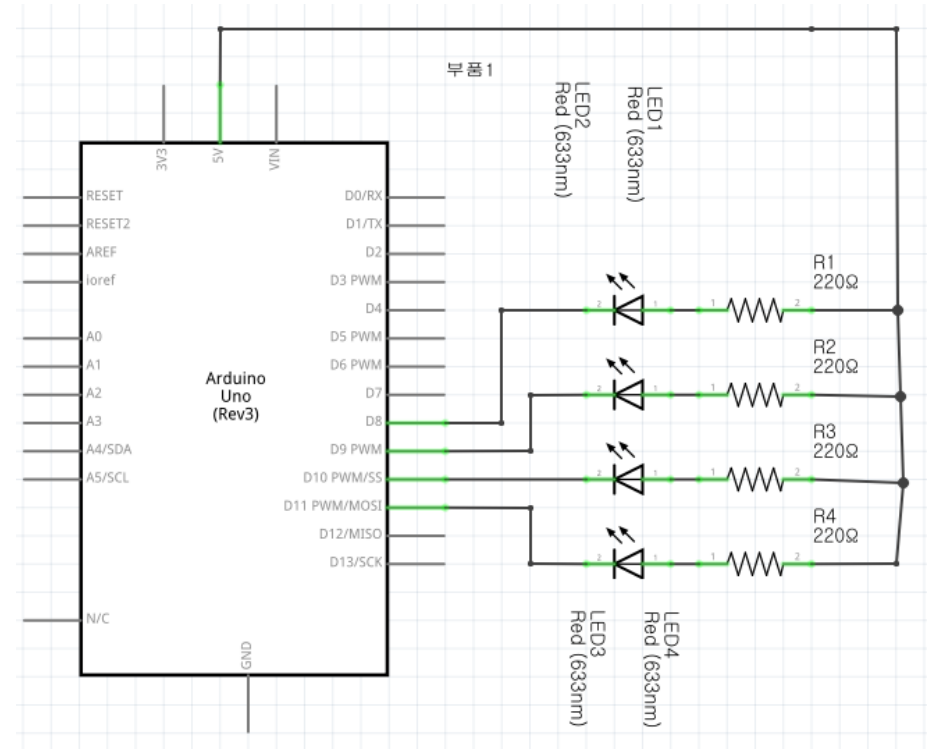 부품1
LED2
Red (633nm)
LED1
Red (633nm)
3V3
5V
VIN
RESET
RESET2
AREF
ioref
A0
A1
A2
A3
A4/SDA
A5/SCL
N/C
Arduino
Uno
(Rev3)
D0/RX
D1/TX
D2
D3 PWM
D4
D5 PWM
D6 PWM
D7
D8
D9 PWM
D10 PWM/SS
D11 PWM/MOSI
D12/MISO
D13/SCK
GND
R1
220Ω
2 1 1 2
R2
220Ω
2 1 1 2
R3
220Ω
2 1 1 2
R4
220Ω
2 1 1 2
LED3
Red (633nm)
LED4
Red (633nm)